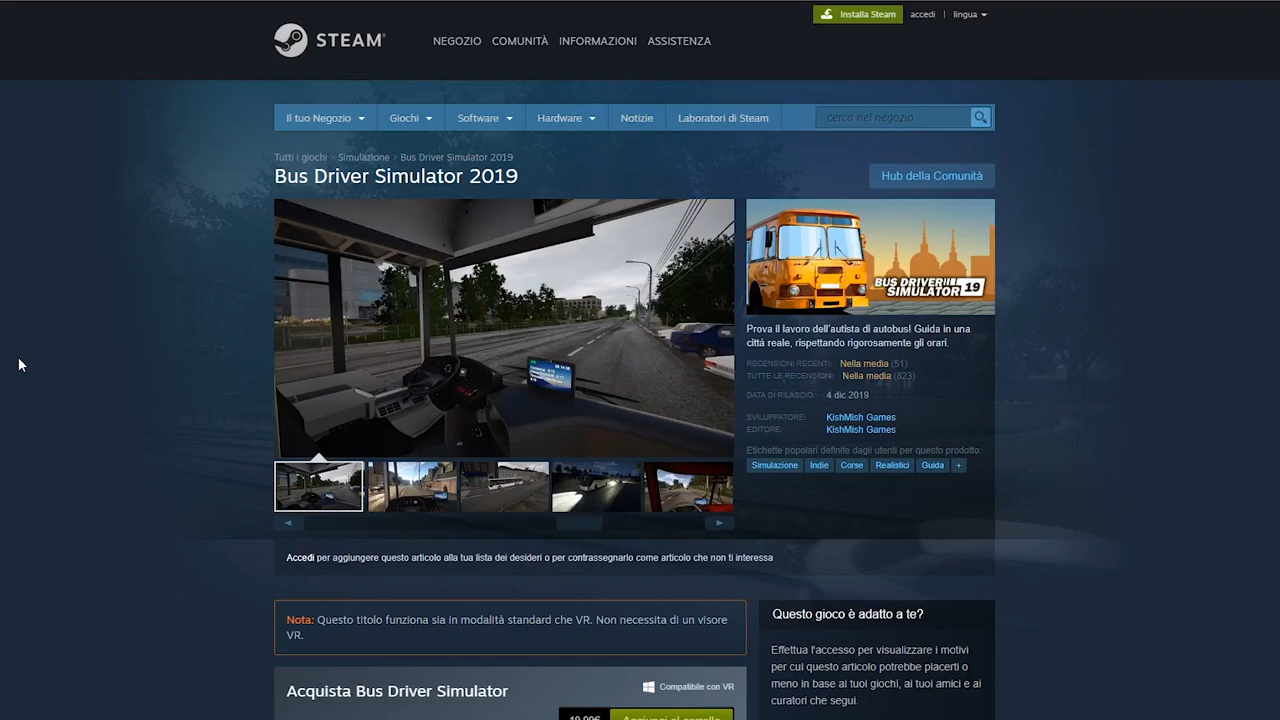 Installa Steam
accedi | lingua
STEAM®
NEGOZIO COMUNITÀ INFORMAZIONI ASSISTENZA
Il tuo Negozio Giochi Software Hardware Notizie Laboratori di Steam cerca nel negozio
Tutti i giochi > Simulazione > Bus Driver Simulator 2019
Bus Driver Simulator 2019
Hub della Comunità
BUS DRIVER
SIMULATOR 19
Prova il lavoro dell'autista di autobus! Guida in una
città reale, rispettando rigorosamente gli orari.
RECENSIONI RECENTI: Nella media (51)
TUTTE LE RECENSIONI: Nella media (823)
DATA DI RILASCIO: 4 dic 2019
SVILUPPATORE: KishMish Games
EDITORE: KishMish Games
Etichette popolari definite dagli utenti per questo prodotto:
Simulazione Indie Corse Realistici Guida +
Accedi per aggiungere questo articolo alla tua lista dei desideri o per contrassegnarlo come articolo che non ti interessa
Nota: Questo titolo funziona sia in modalità standard che VR. Non necessita di un visore
VR.
Questo gioco è adatto a te?
Effettua l'accesso per visualizzare i motivi
per cui questo articolo potrebbe piacerti o
meno in base ai tuoi giochi, ai tuoi amici e ai
curatori che segui.
Acquista Bus Driver Simulator
Compatibile con VR
19,99€ Aggiungi al carrello